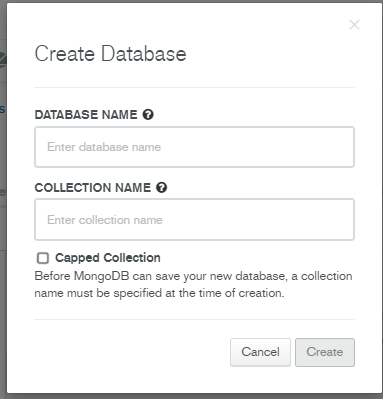 Create Database
DATABASE NAME
Enter database name
COLLECTION NAME
Enter collection name
Capped Collection
Before MongoDB can save your new database, a collection
name must be specified at the time of creation.
Cancel
Create